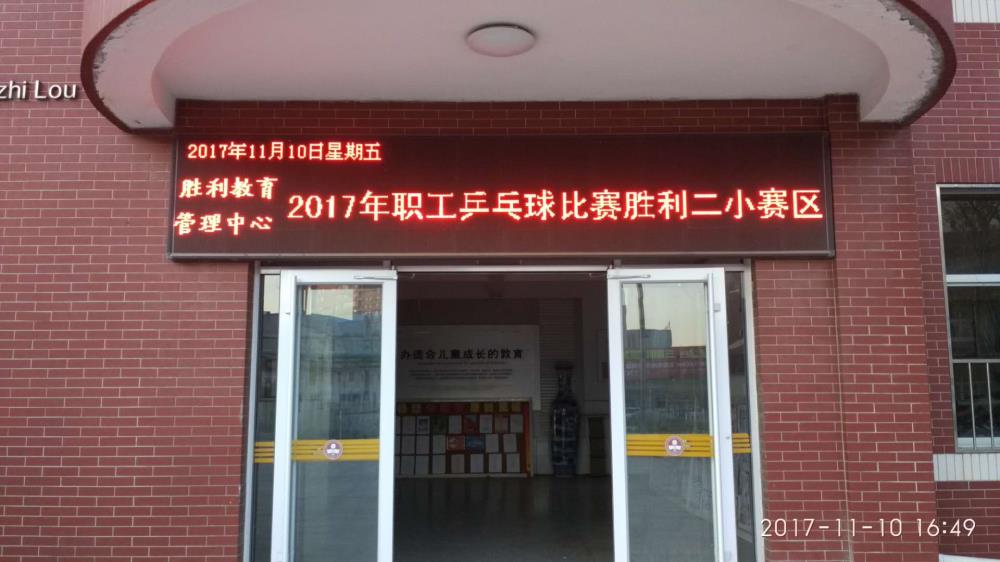 zhi Lou
2017年11月10日星期五
胜利教育
管理中心
2017年职工乒乓球比赛胜利二小赛区
办适合儿童成长的教育
2017-11-10 16:49